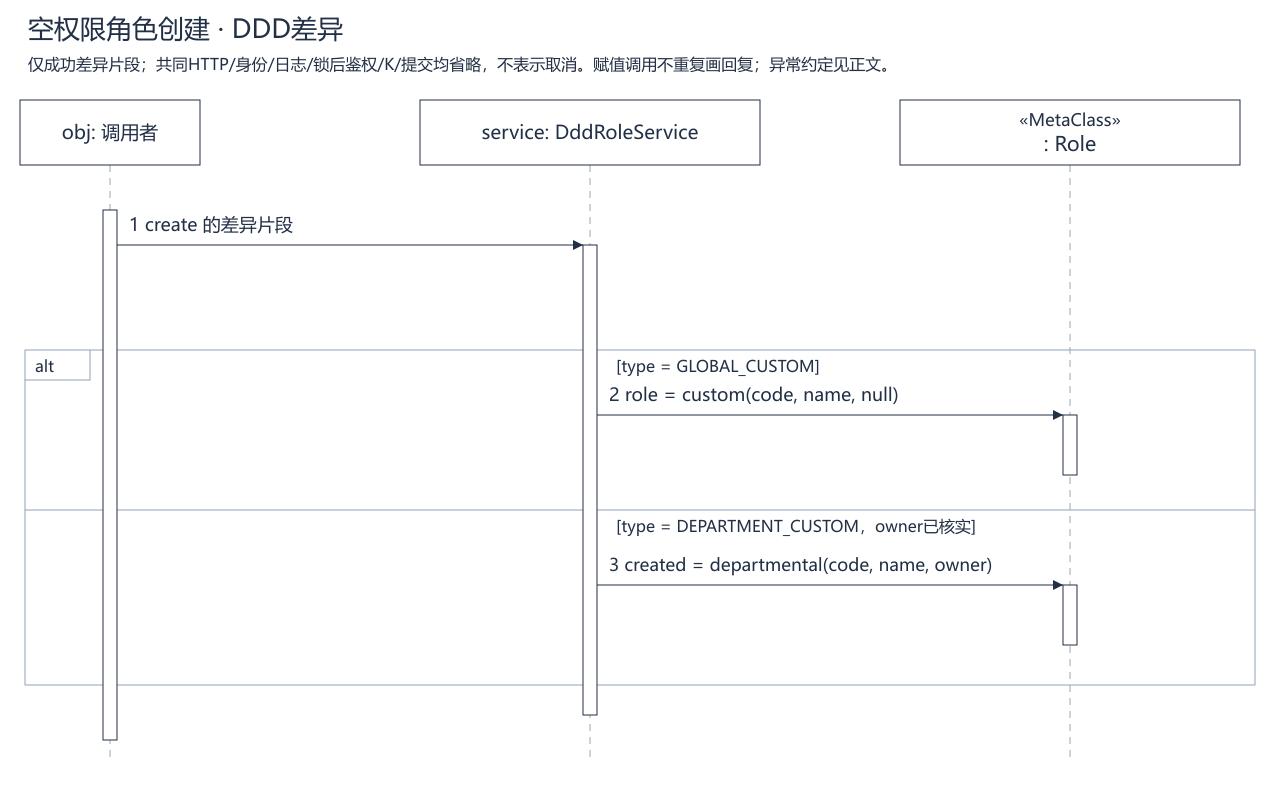 空权限角色创建 · DDD差异
仅成功差异片段；共同HTTP/身份/日志/锁后鉴权/K/提交均省略，不表示取消。赋值调用不重复画回复；异常约定见正文。
obj: 调用者
service: DddRoleService
«MetaClass»
: Role
1 create 的差异片段
alt
[type = GLOBAL_CUSTOM]
2 role = custom(code, name, null)
[type = DEPARTMENT_CUSTOM，owner已核实]
3 created = departmental(code, name, owner)